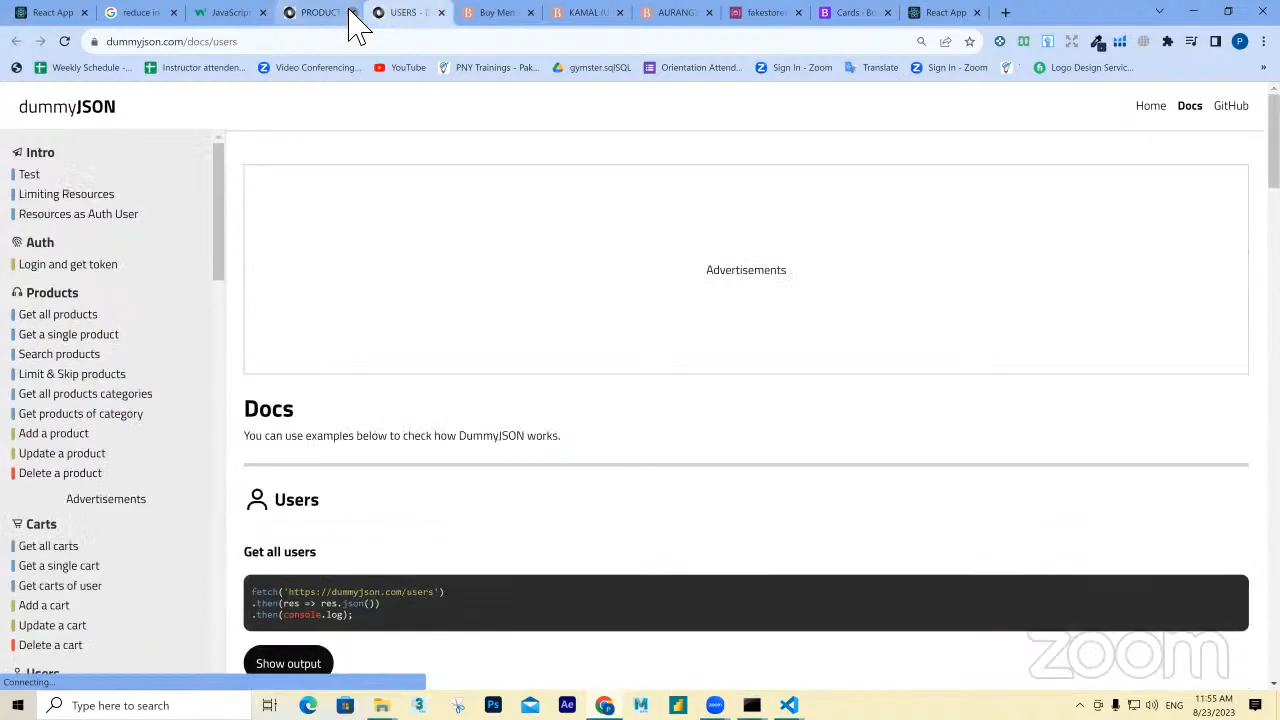 React App
reduce in
JavaScript
PRODUCT
USERS - D
Buy Men
KAMAL (U
AURANG
fakestore
Cards · Bo
React App
dummyjson.com/docs/users
Weekly Schedule -...
Instructor attenden...
Video Conferencing...
YouTube
PNY Trainings - Pak...
gymster.sqlSQL
Orientation Attend...
Sign In - Zoom
Translate
Sign In - Zoom
Logo Design Servic...
dummyJSON
Home Docs GitHub
Intro
Test
Limiting Resources
Resources as Auth User
Auth
Login and get token
Products
Get all products
Get a single product
Search products
Limit & Skip products
Get all products categories
Get products of category
Add a product
Update a product
Delete a product
Advertisements
Carts
Get all carts
Get a single cart
Get carts of user
Add a cart
Update a cart
Delete a cart
Users
Advertisements
Docs
You can use examples below to check how DummyJSON works.
Users
Get all users
fetch('https://dummyjson.com/users')
.then(res => res.json())
.then(console.log);
Show output
zoom
Connecting...
Type here to search
ENG
11:55 AM
8/23/2023